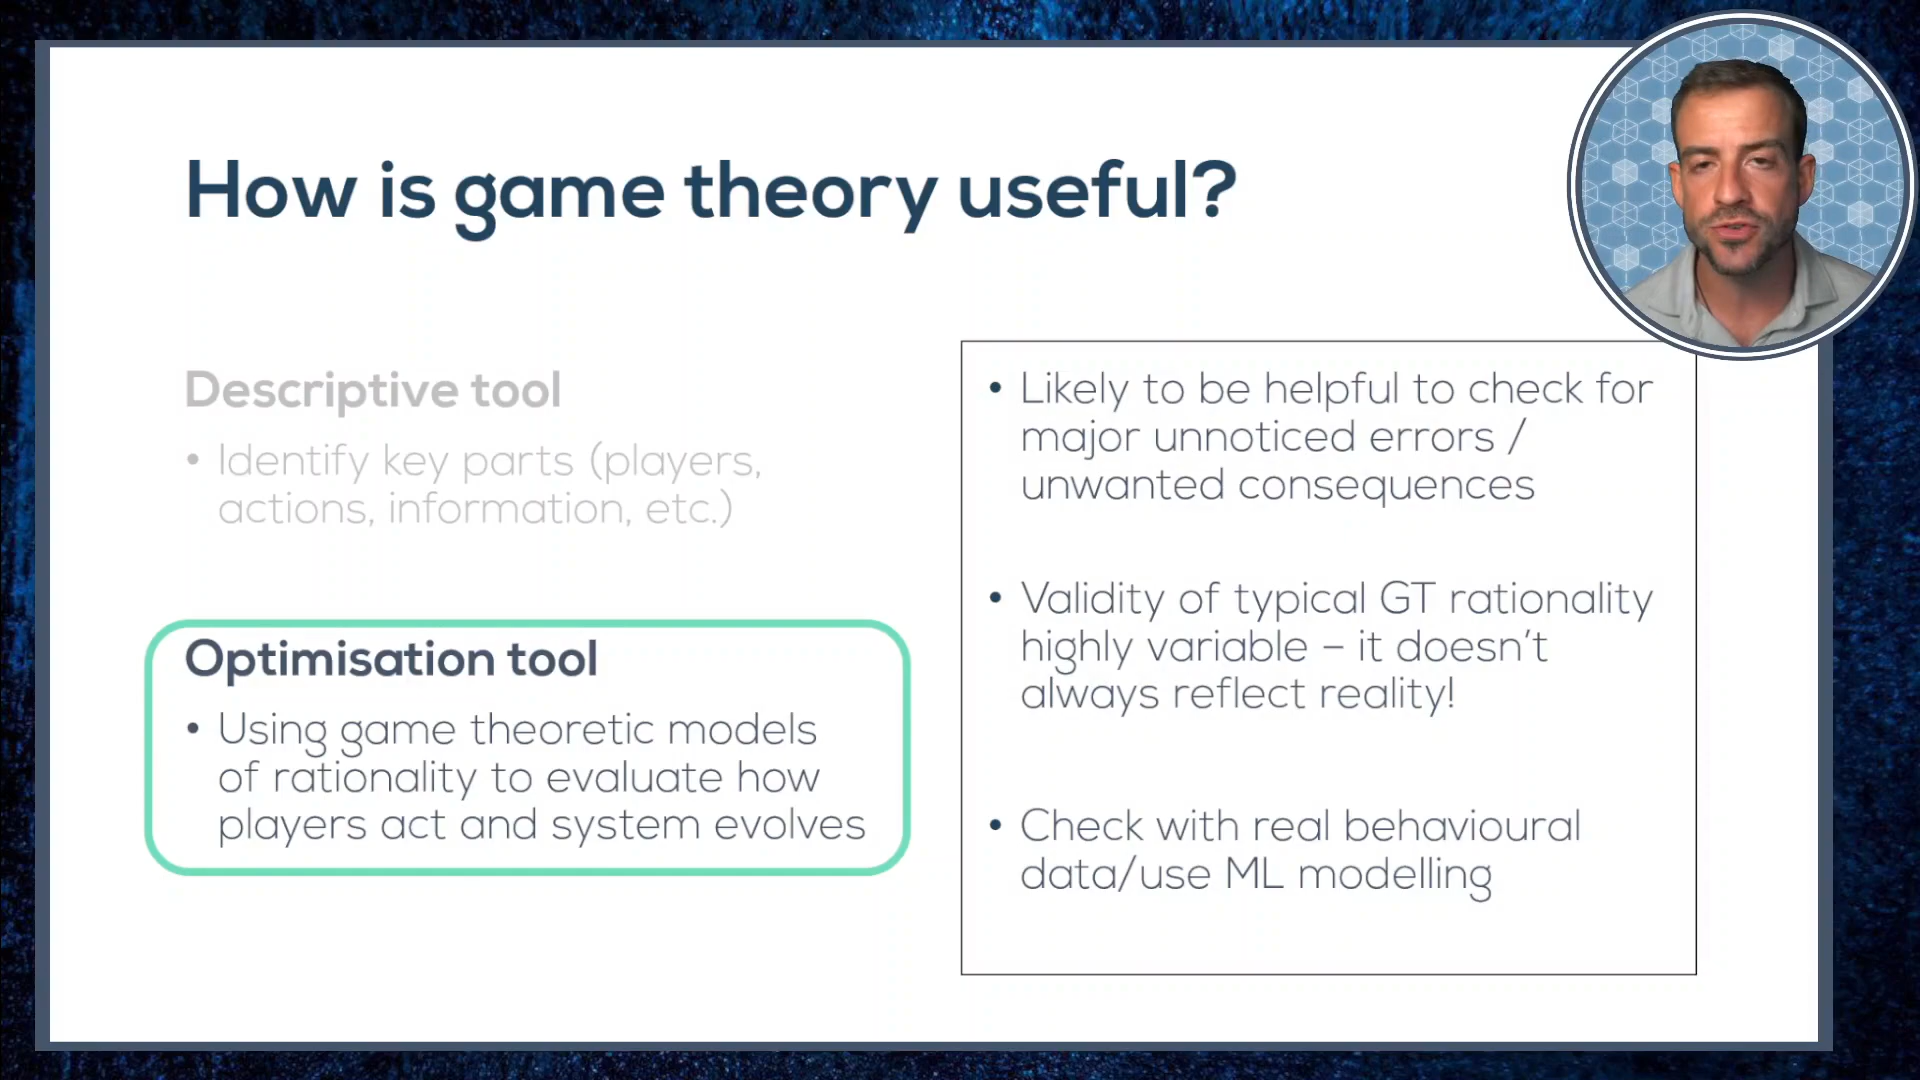 How is game theory useful?
Descriptive tool
• Identify key parts (players,
actions, information, etc.)
Optimisation tool
• Using game theoretic models
of rationality to evaluate how
players act and system evolves
• Likely to be helpful to check for
major unnoticed errors /
unwanted consequences
• Validity of typical GT rationality
highly variable – it doesn’t
always reflect reality!
• Check with real behavioural
data/use ML modelling